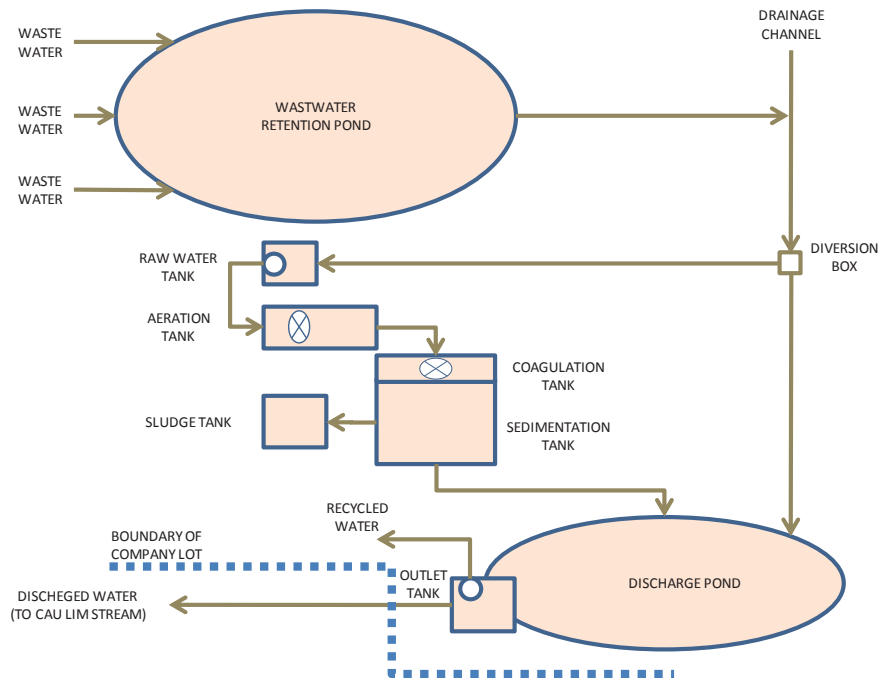 WASTE
WATER
DRAINAGE
CHANNEL
WASTE
WATER
WASTWATER
RETENTION POND
WASTE
WATER
RAW WATER
TANK
DIVERSION
BOX
AERATION
TANK
COAGULATION
TANK
SLUDGE TANK
SEDIMENTATION
TANK
RECYCLED
WATER
BOUNDARY OF
COMPANY LOT
OUTLET
TANK
DISCHARGE POND
DISCHEGED WATER
(TO CAU LIM STREAM)